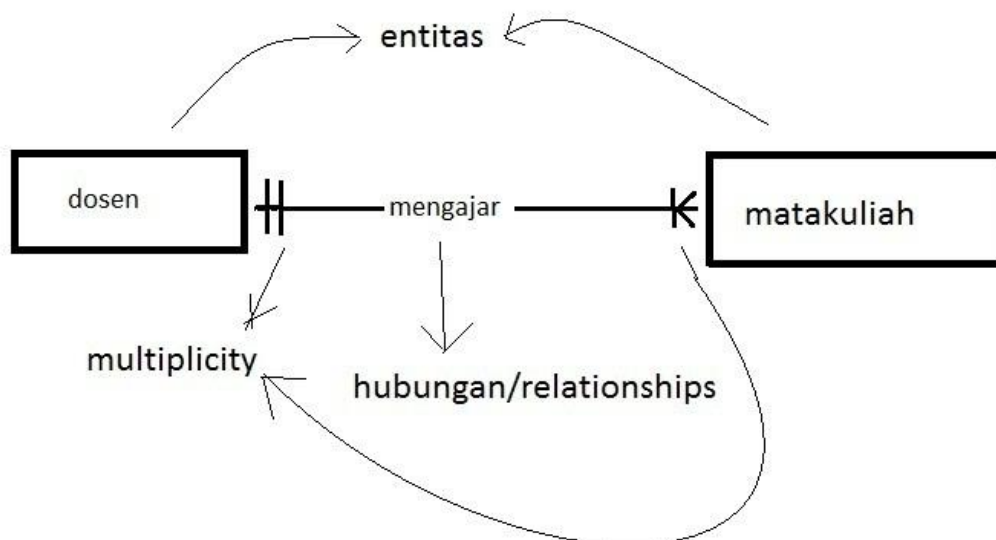 entitas
dosen
mengajar
matakuliah
multiplicity
hubungan/relationships